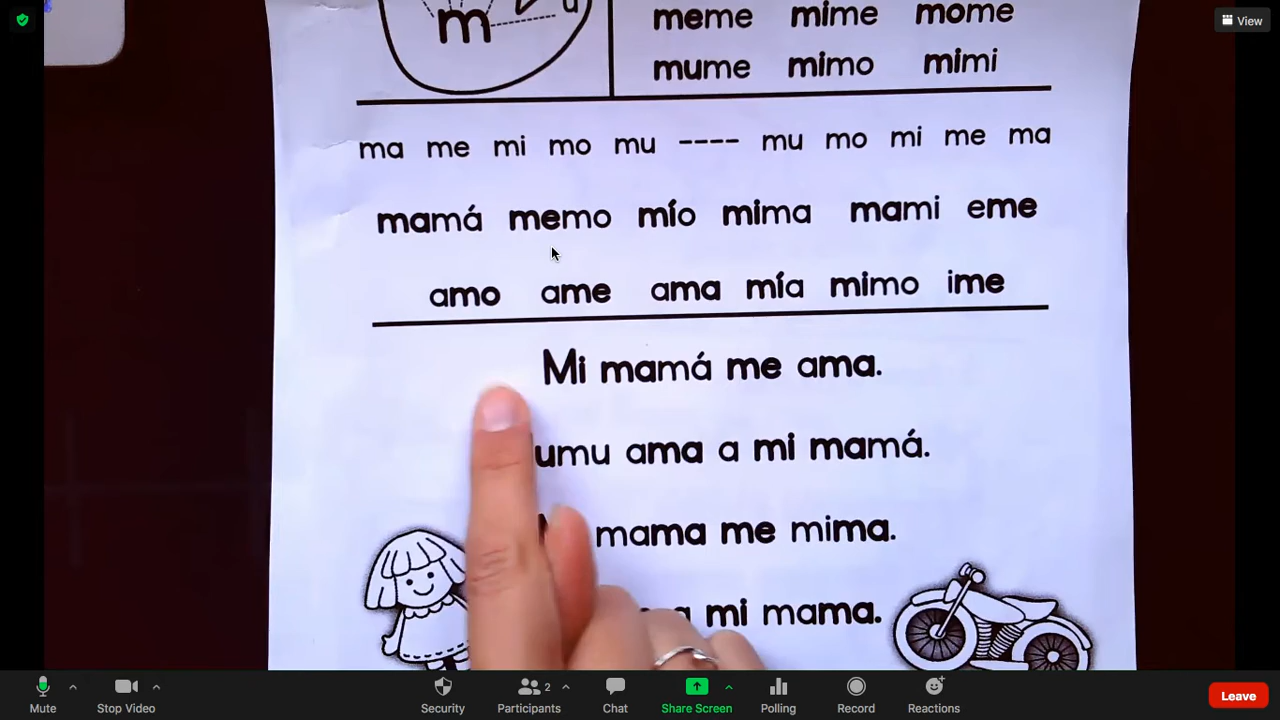 View
m
meme mime mome
mume mimo mimi
ma me mi mo mu ---- mu mo mi me ma
mamá memo mío mima mami eme
amo ame ama mía mimo ime
Mi mamá me ama.
ama a mi mamá.
mama me mima.
mi mama.
Mute
Stop Video
Security
Participants 2
Chat
Share Screen
Polling
Record
Reactions
Leave